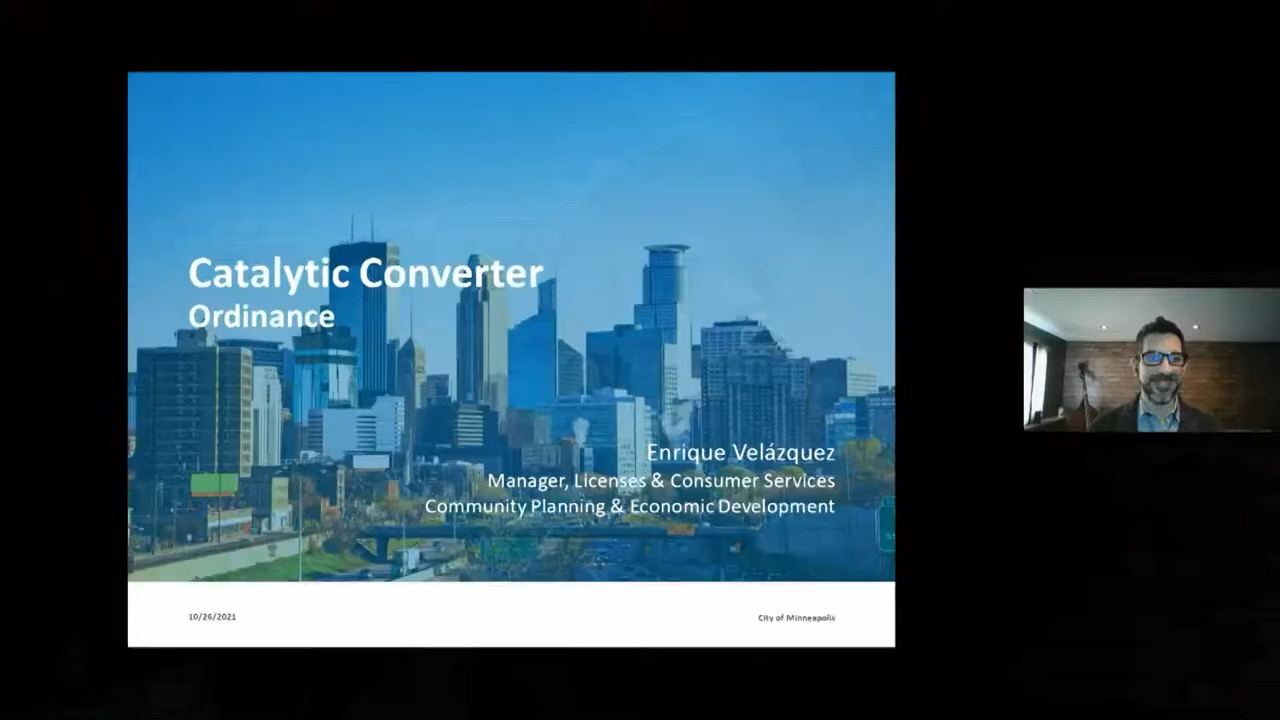 Catalytic Converter
Ordinance
Enrique Velázquez
Manager, Licenses & Consumer Services
Community Planning & Economic Development
10/26/2021
City of Minneapolis